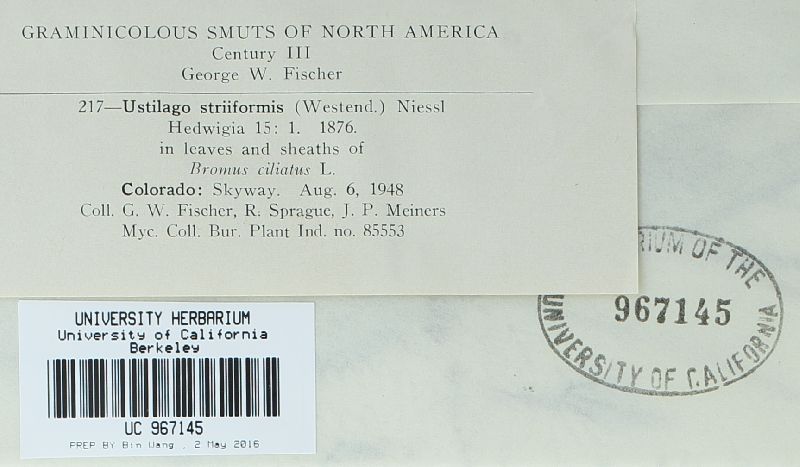 GRAMINICOLOUS SMUTS OF NORTH AMERICA
Century III
George W. Fischer
217—Ustilago striiformis (Westend.) Niessl
Hedwigia 15: 1. 1876.
in leaves and sheaths of
Bromus ciliatus L.
Colorado: Skyway. Aug. 6, 1948
Coll. G. W. Fischer, R. Sprague, J. P. Meiners
Myc. Coll. Bur. Plant Ind. no. 85553
RIUM OF THE
967145
UNIVERSITY OF CALIFORNIA
UNIVERSITY HERBARIUM
University of California
Berkeley
UC 967145
PREP BY Bin Wang , 2 May 2016